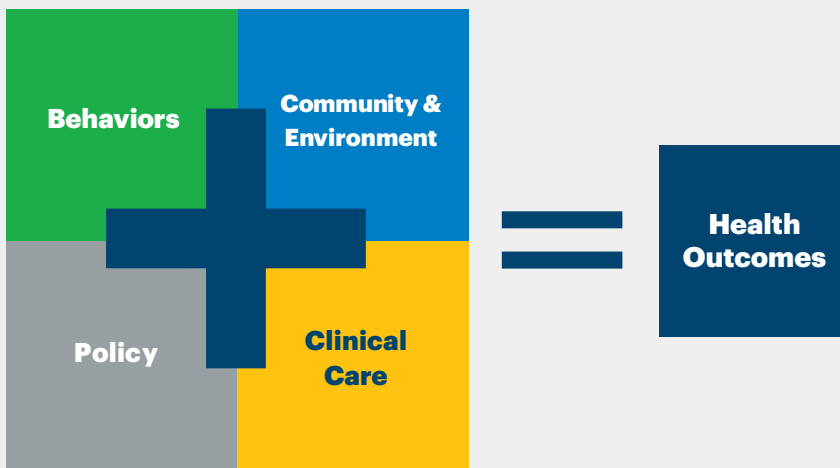 Behaviors
Community &
Environment
Policy
Clinical
Care
Health
Outcomes